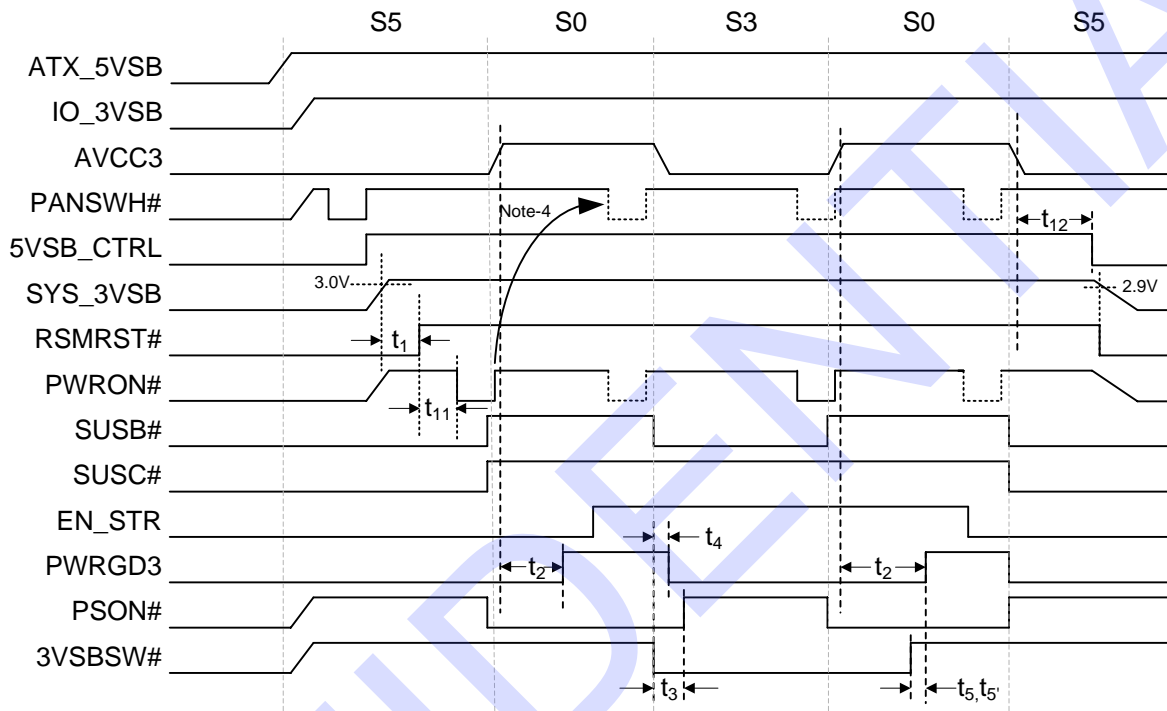 S5 S0 S3 S0 S5
ATX_5VSB
IO_3VSB
AVCC3
PANSWH#
Note-4
5VSB_CTRL
t12
3.0V
SYS_3VSB
2.9V
RSMRST#
t1
PWRON#
t11
SUSB#
SUSC#
EN_STR
t4
PWRGD3
t2 t2
PSON#
3VSBSW#
t3 t5,t5'
IDENTIA